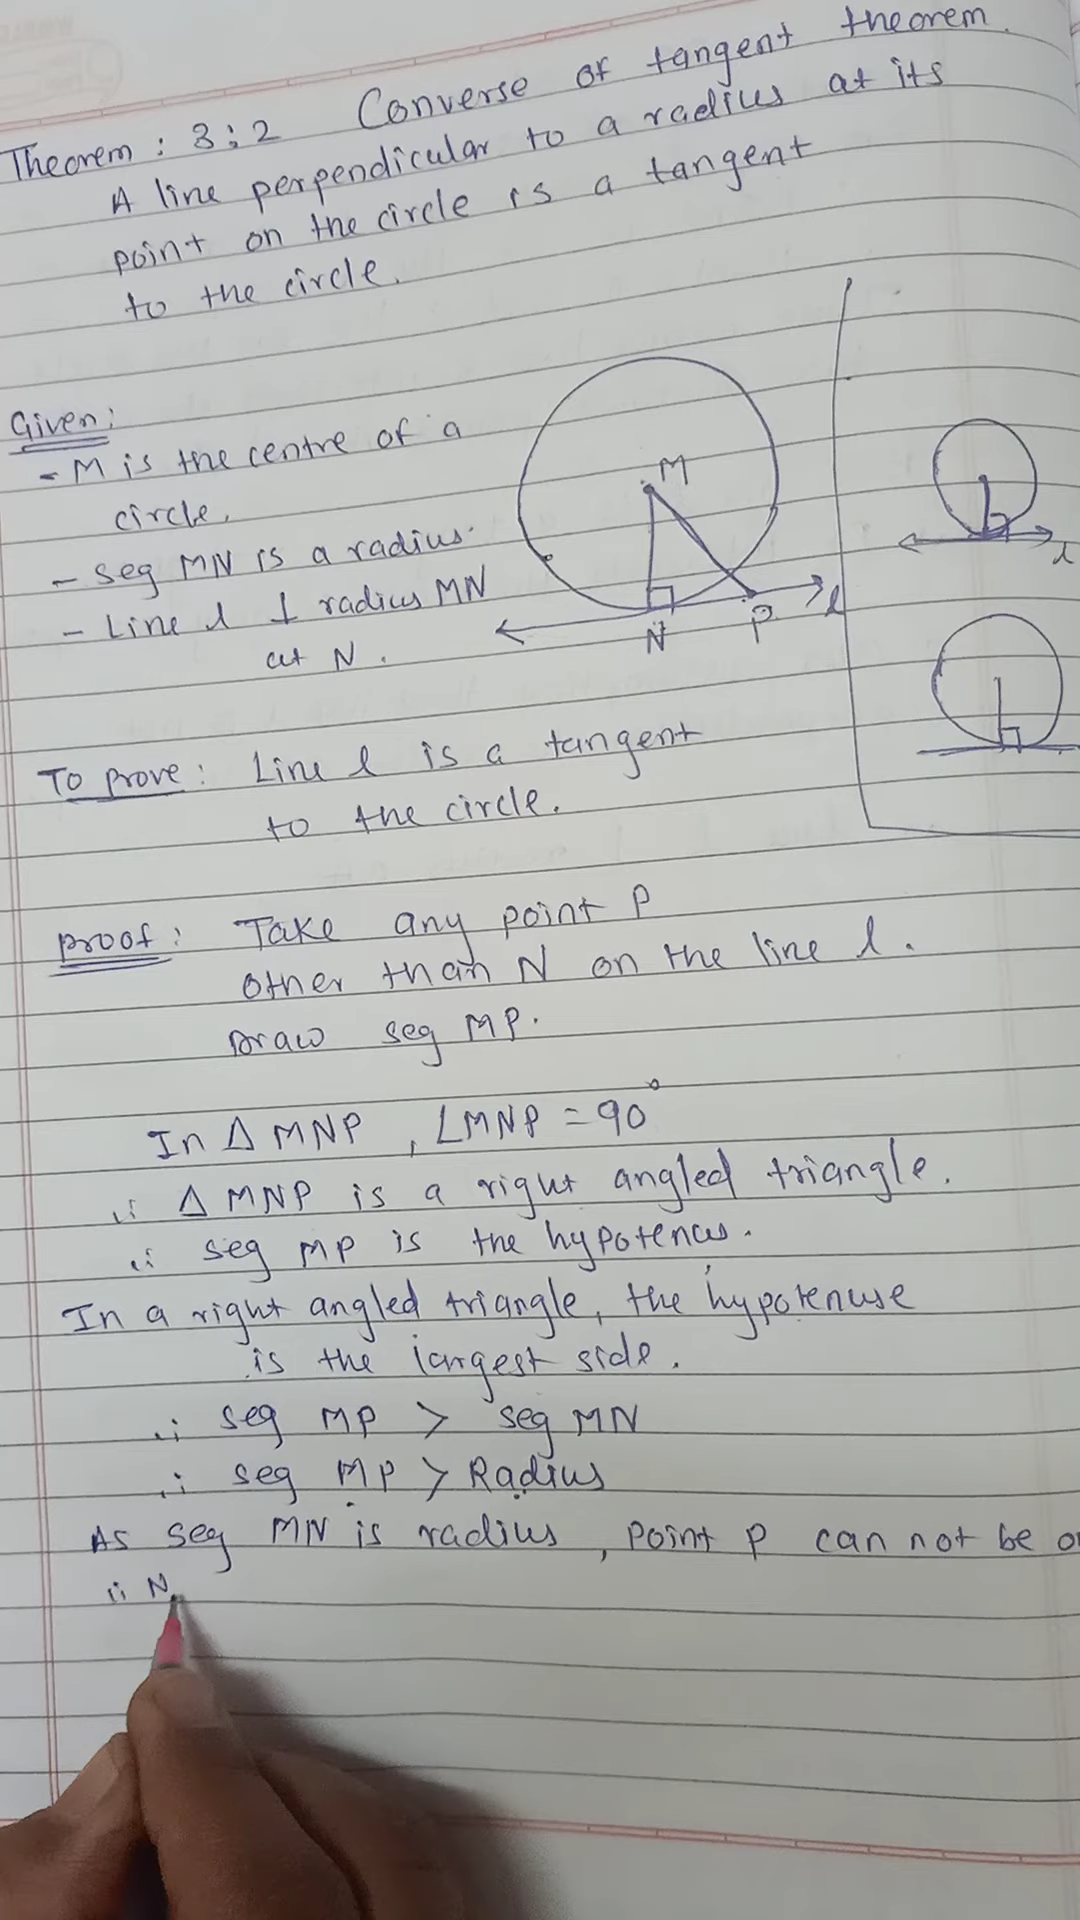 Converse of tangent theorem.
Theorem : 3:2
A line perpendicular to a radius at its
point on the circle is a tangent
to the circle.
Given:
- M is the centre of a
circle.
- seg MN is a radius.
- Line l ⊥ radius MN
at N.
M
N
P
l
l
To prove: Line l is a tangent
to the circle.
proof: Take any point P
other than N on the line l.
Draw seg MP.
In △ MNP, ∠MNP = 90°
∴ △ MNP is a right angled triangle.
∴ seg MP is the hypotenus.
In a right angled triangle, the hypotenuse
is the largest side.
∴ seg MP > seg MN
∴ seg MP > Radius
As seg MN is radius, point P can not be
∴ N